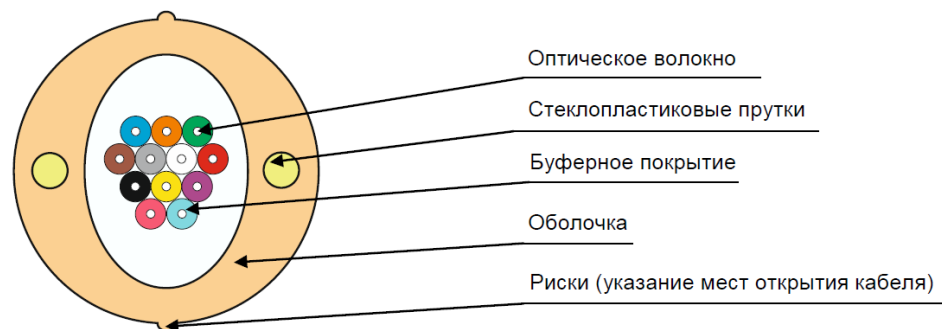 Оптическое волокно
Стеклопластиковые прутки
Буферное покрытие
Оболочка
Риски (указание мест открытия кабеля)